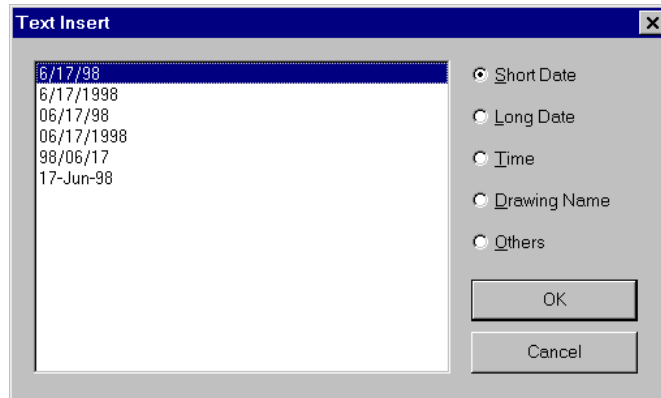 Text Insert
6/17/98
6/17/1998
06/17/98
06/17/1998
98/06/17
17-Jun-98
Short Date
Long Date
Time
Drawing Name
Others
OK
Cancel